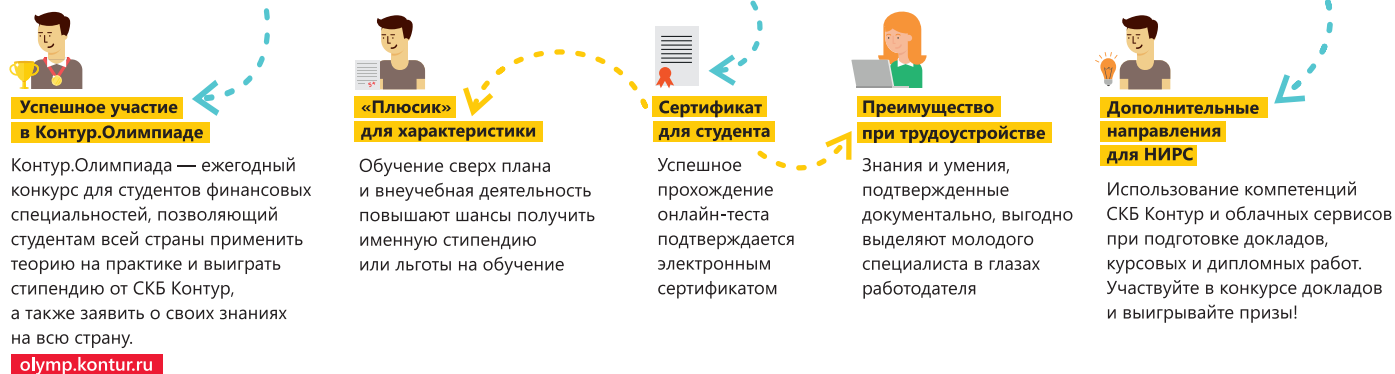 Успешное участие
в Контур.Олимпиаде
Контур.Олимпиада — ежегодный
конкурс для студентов финансовых
специальностей, позволяющий
студентам всей страны применить
теорию на практике и выиграть
стипендию от СКБ Контур,
а также заявить о своих знаниях
на всю страну.
olymp.kontur.ru
«Плюсик»
для характеристики
Обучение сверх плана
и внеучебная деятельность
повышают шансы получить
именную стипендию
или льготы на обучение
Сертификат
для студента
Успешное
прохождение
онлайн-теста
подтверждается
электронным
сертификатом
Преимущество
при трудоустройстве
Знания и умения,
подтвержденные
документально, выгодно
выделяют молодого
специалиста в глазах
работодателя
Дополнительные
направления
для НИРС
Использование компетенций
СКБ Контур и облачных сервисов
при подготовке докладов,
курсовых и дипломных работ.
Участвуйте в конкурсе докладов
и выигрывайте призы!